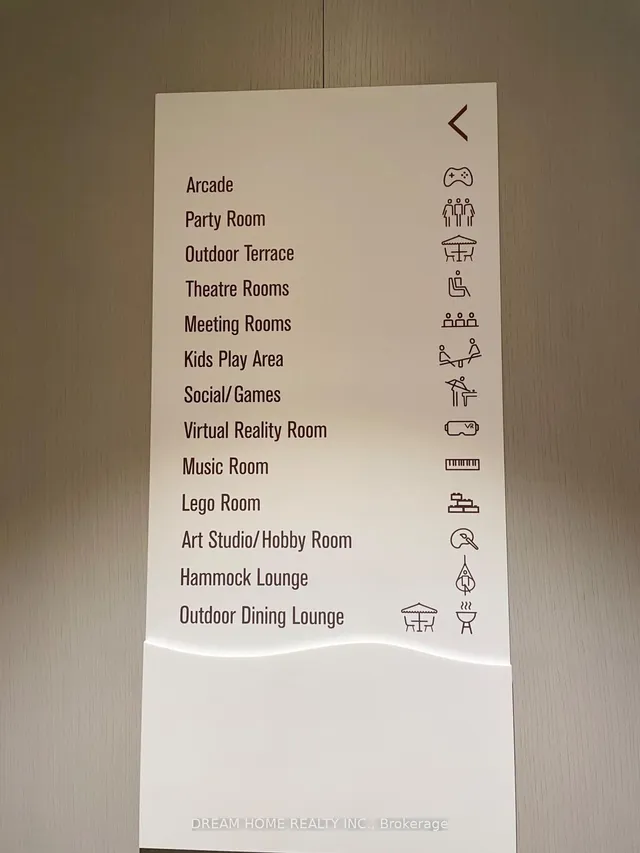 Arcade
Party Room
Outdoor Terrace
Theatre Rooms
Meeting Rooms
Kids Play Area
Social/Games
Virtual Reality Room
VR
Music Room
Lego Room
Art Studio/Hobby Room
Hammock Lounge
Outdoor Dining Lounge
DREAM HOME REALTY INC., Brokerage